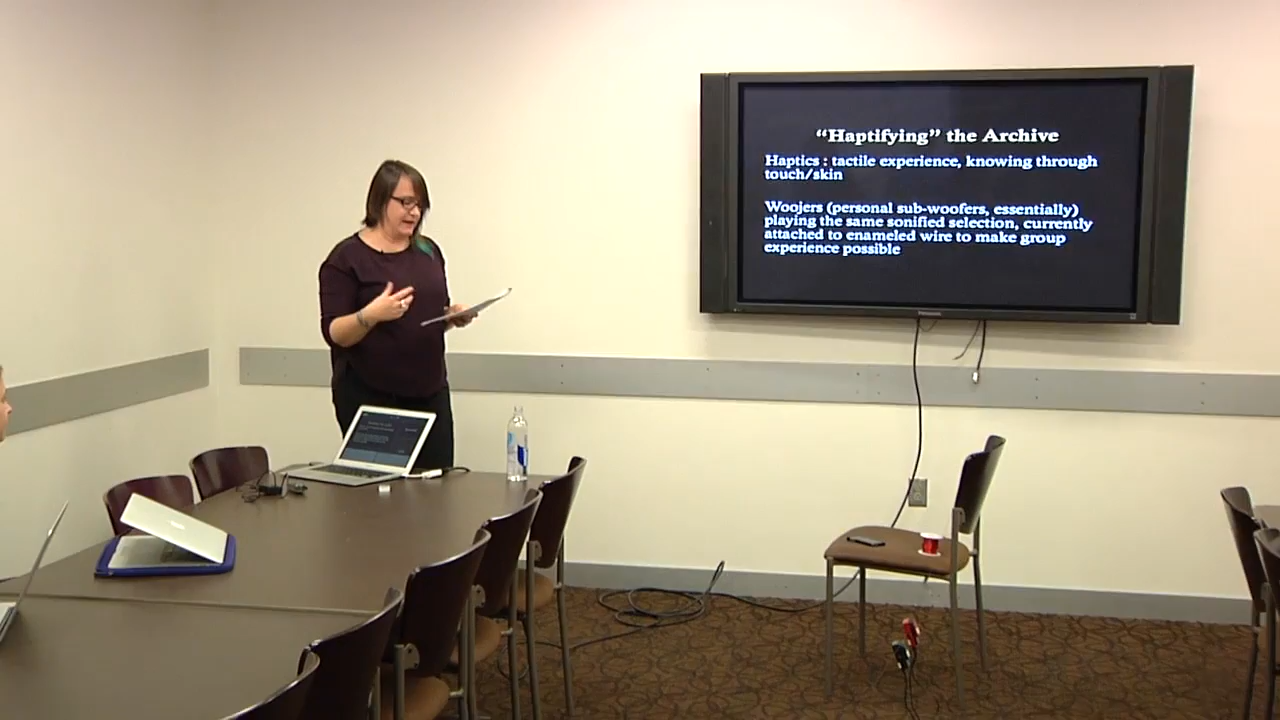 “Haptifying” the Archive
Haptics : tactile experience, knowing through
touch/skin
Woojers (personal sub-woofers, essentially)
playing the same sonified selection, currently
attached to enameled wire to make group
experience possible
Panasonic